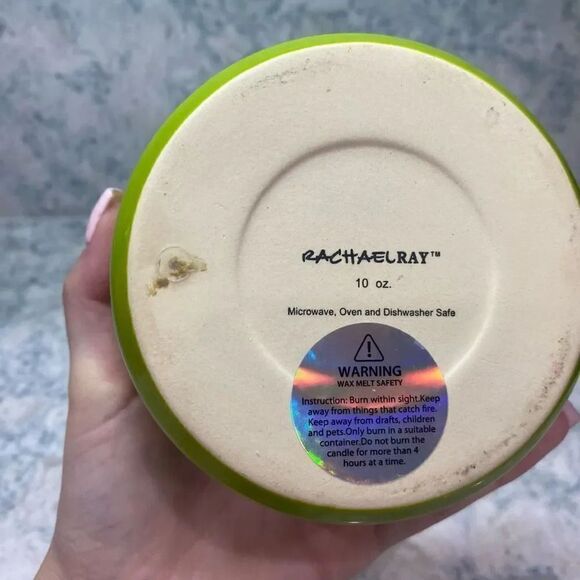 RACHAELRAY™
10 oz.
Microwave, Oven and Dishwasher Safe
WARNING
WAX MELT SAFETY
Instruction: Burn within sight.Keep
away from things that catch fire.
Keep away from drafts, children
and pets.Only burn in a suitable
container.Do not burn the
candle for more than 4
hours at a time.